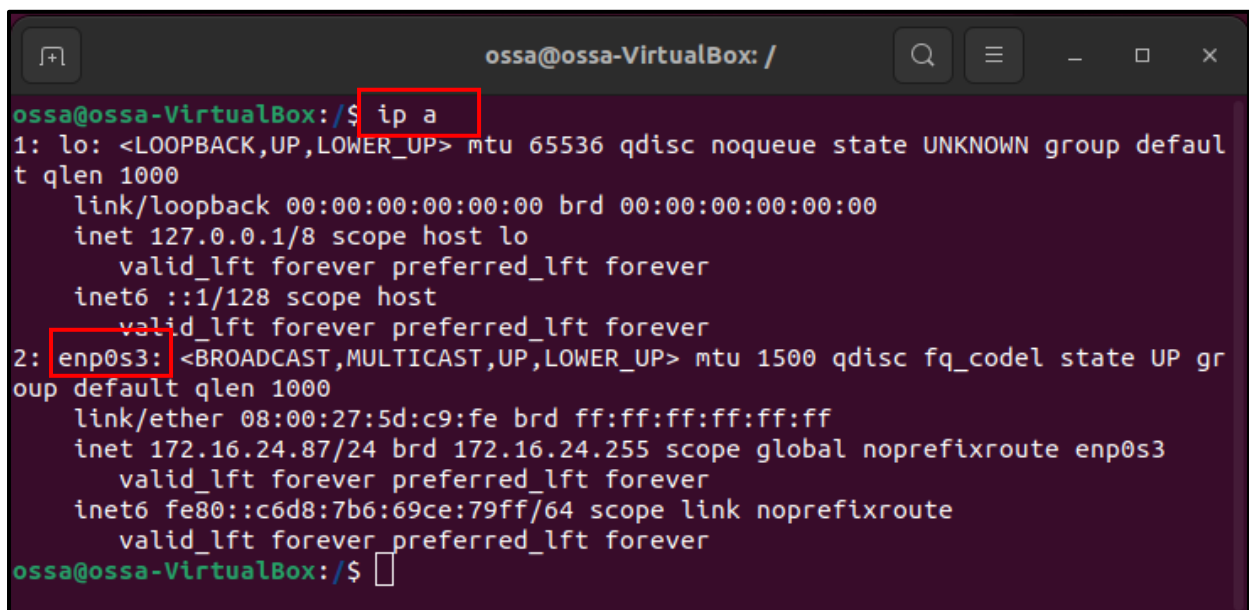 ossa@ossa-VirtualBox: /
ossa@ossa-VirtualBox:/$ ip a
1: lo: <LOOPBACK,UP,LOWER_UP> mtu 65536 qdisc noqueue state UNKNOWN group defaul
t qlen 1000
    link/loopback 00:00:00:00:00:00 brd 00:00:00:00:00:00
    inet 127.0.0.1/8 scope host lo
       valid_lft forever preferred_lft forever
    inet6 ::1/128 scope host
       valid_lft forever preferred_lft forever
2: enp0s3: <BROADCAST,MULTICAST,UP,LOWER_UP> mtu 1500 qdisc fq_codel state UP gr
oup default qlen 1000
    link/ether 08:00:27:5d:c9:fe brd ff:ff:ff:ff:ff:ff
    inet 172.16.24.87/24 brd 172.16.24.255 scope global noprefixroute enp0s3
       valid_lft forever preferred_lft forever
    inet6 fe80::c6d8:7b6:69ce:79ff/64 scope link noprefixroute
       valid_lft forever preferred_lft forever
ossa@ossa-VirtualBox:/$